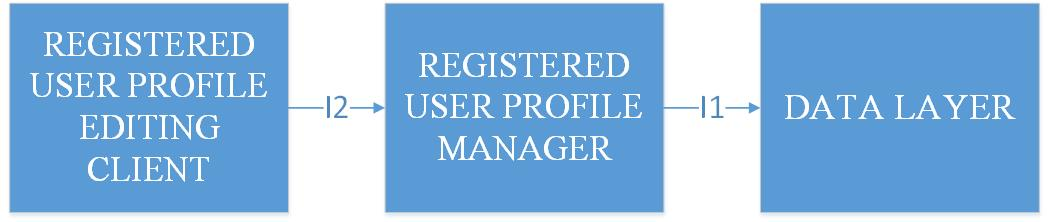 REGISTERED
USER PROFILE
EDITING
CLIENT
I2
REGISTERED
USER PROFILE
MANAGER
I1
DATA LAYER